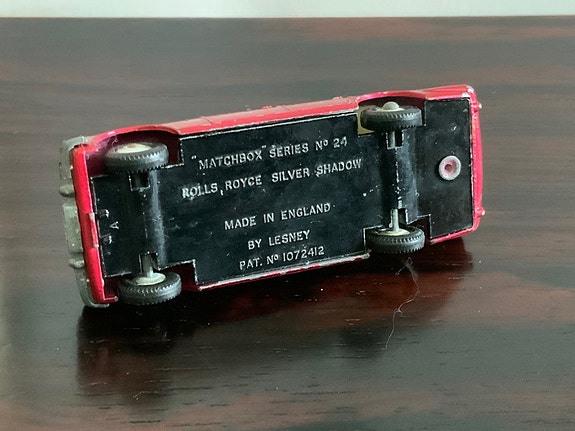 "MATCHBOX" SERIES Nº 24
ROLLS ROYCE SILVER SHADOW
MADE IN ENGLAND
BY LESNEY
PAT. Nº 1072412
A